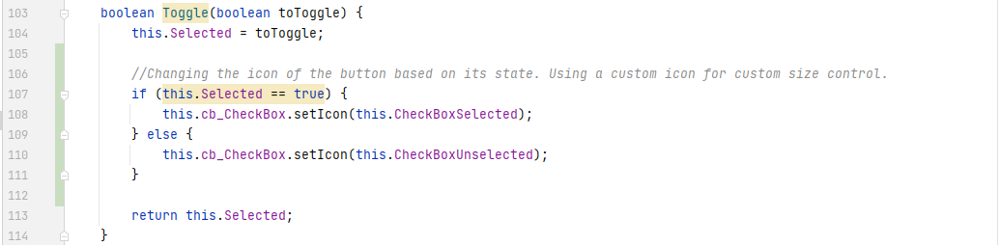 103 boolean Toggle(boolean toToggle) {
104 this.Selected = toToggle;
105
106 //Changing the icon of the button based on its state. Using a custom icon for custom size control.
107 if (this.Selected == true) {
108 this.cb_CheckBox.setIcon(this.CheckBoxSelected);
109 } else {
110 this.cb_CheckBox.setIcon(this.CheckBoxUnselected);
111 }
112
113 return this.Selected;
114 }